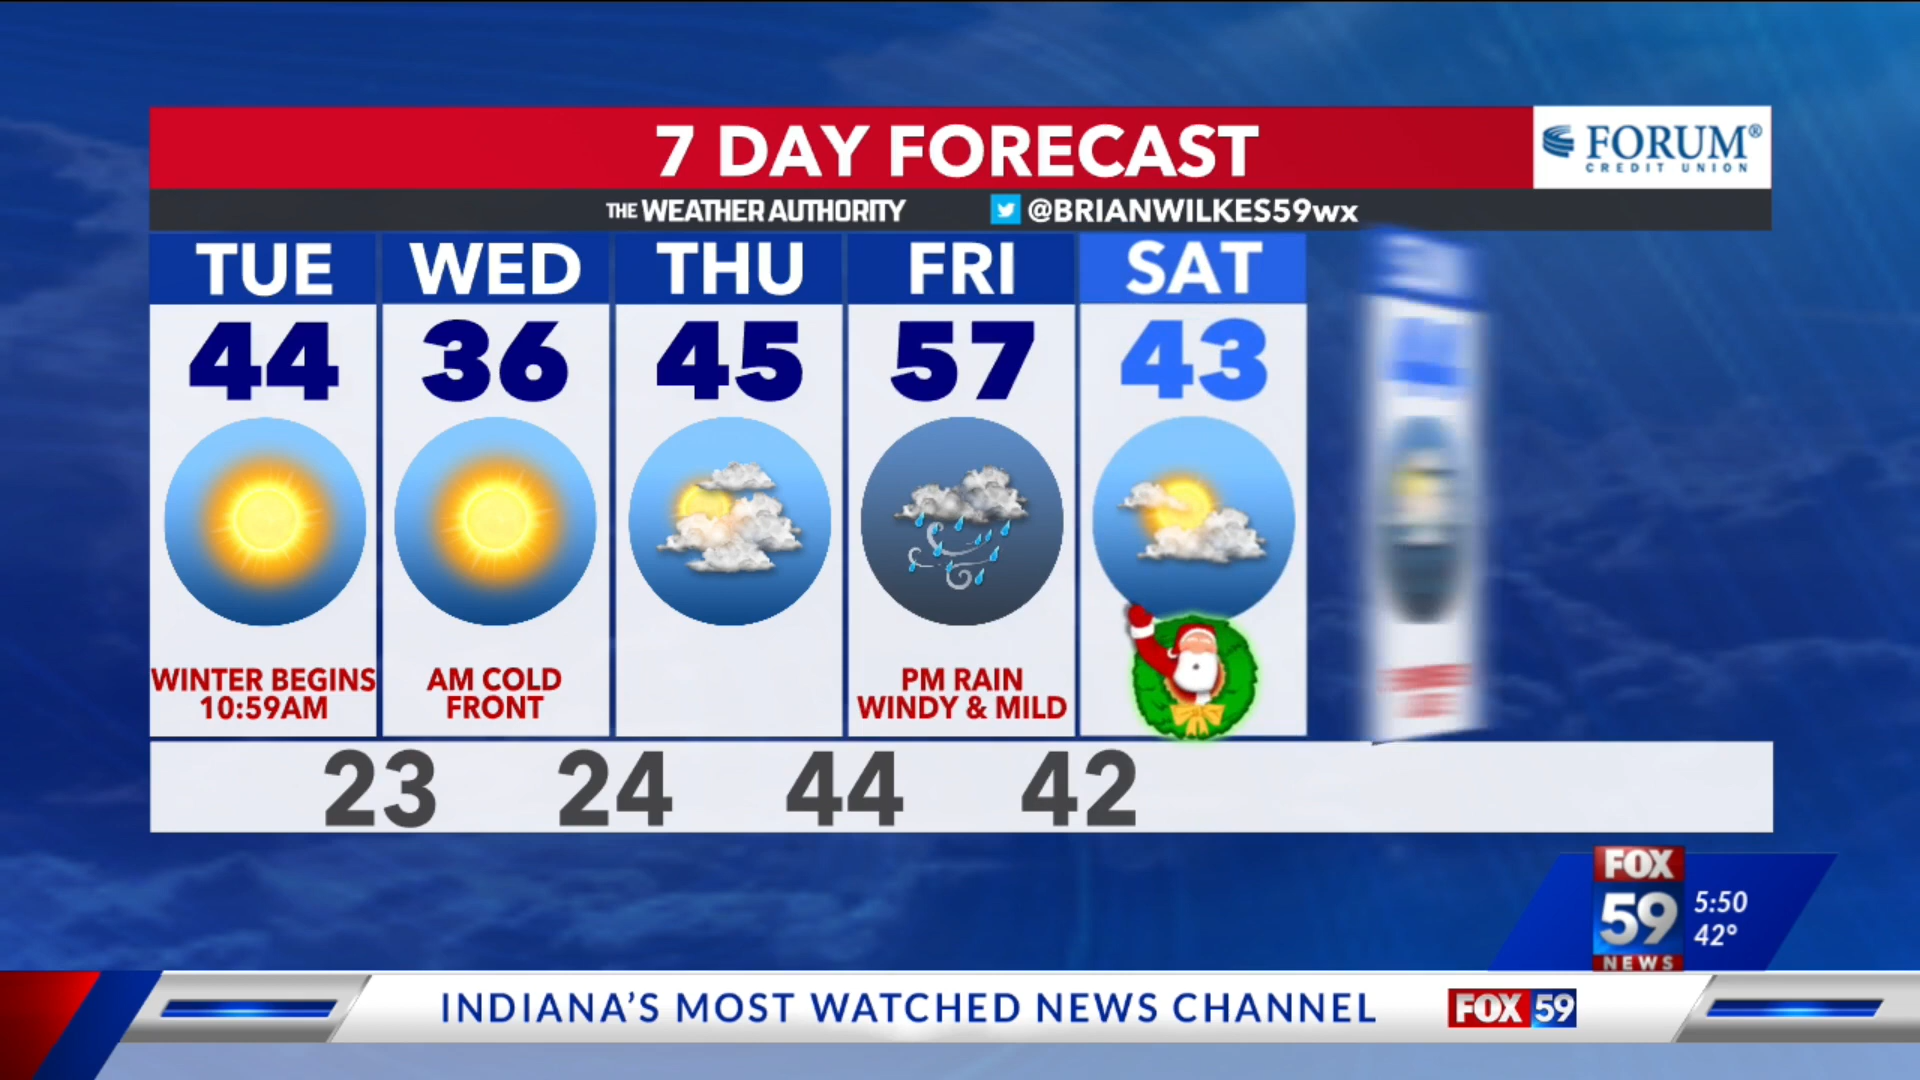 7 DAY FORECAST
FORUM®
CREDIT UNION
THE WEATHER AUTHORITY @BRIANWILKES59wx
TUE WED THU FRI SAT
44 36 45 57 43
WINTER BEGINS
10:59AM
AM COLD
FRONT
PM RAIN
WINDY & MILD
23 24 44 42
FOX
59
NEWS
5:50
42°
INDIANA'S MOST WATCHED NEWS CHANNEL FOX 59